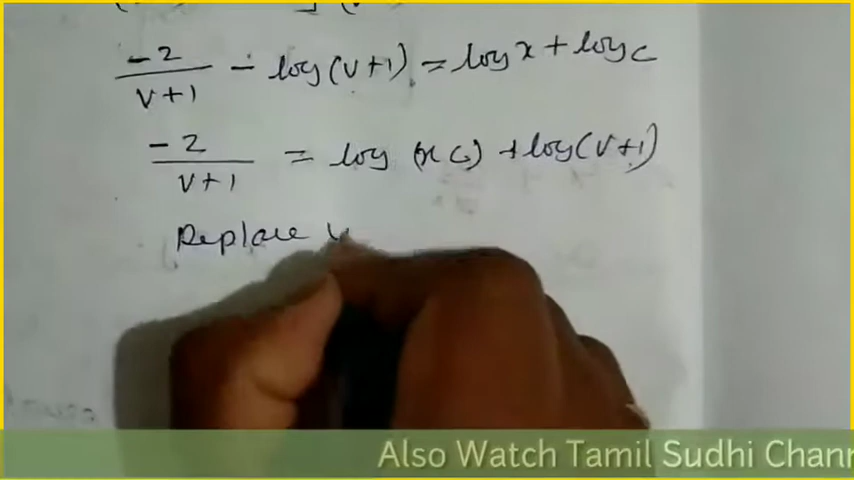 -2/(v+1) - log(v+1) = log x + log c
-2/(v+1) = log (xc) + log(v+1)
Replace v
Also Watch Tamil Sudhi Chann